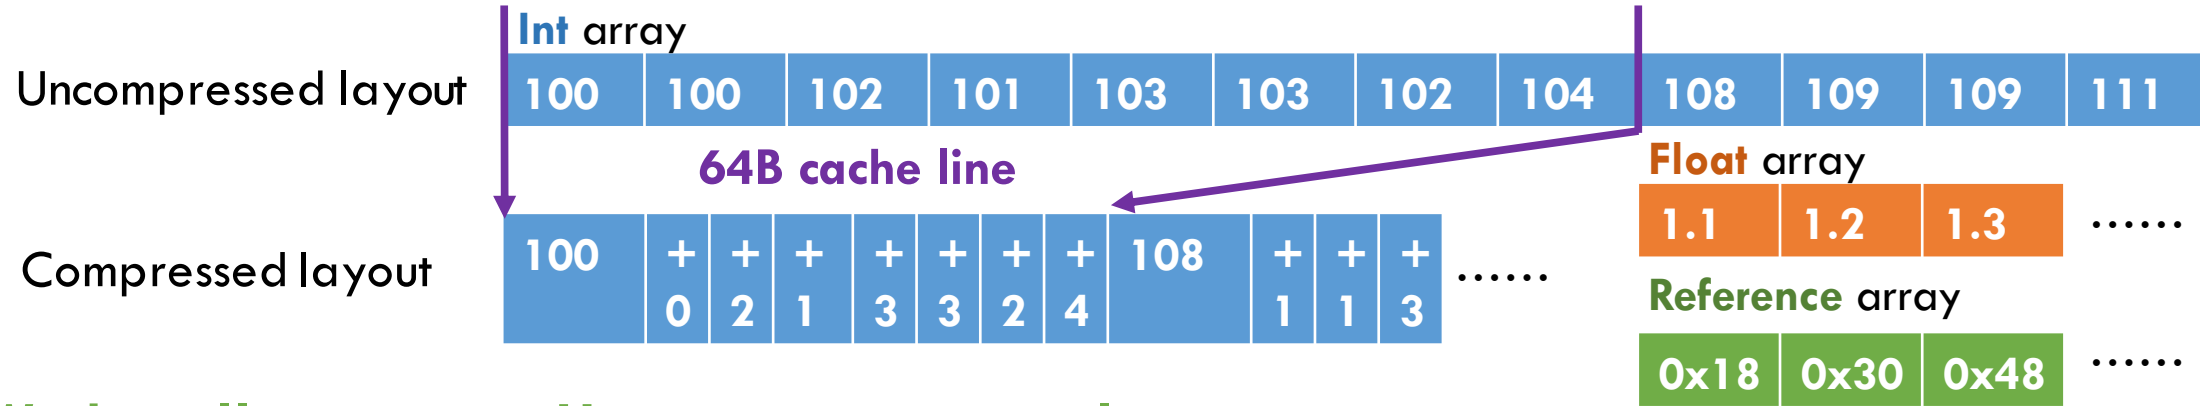 Int array
Uncompressed layout 100 100 102 101 103 103 102 104 108 109 109 111
64B cache line
Float array
1.1 1.2 1.3 ......
Compressed layout 100 +0 +2 +1 +3 +3 +2 +4 108 +1 +1 +3 ......
Reference array
0x18 0x30 0x48 ......